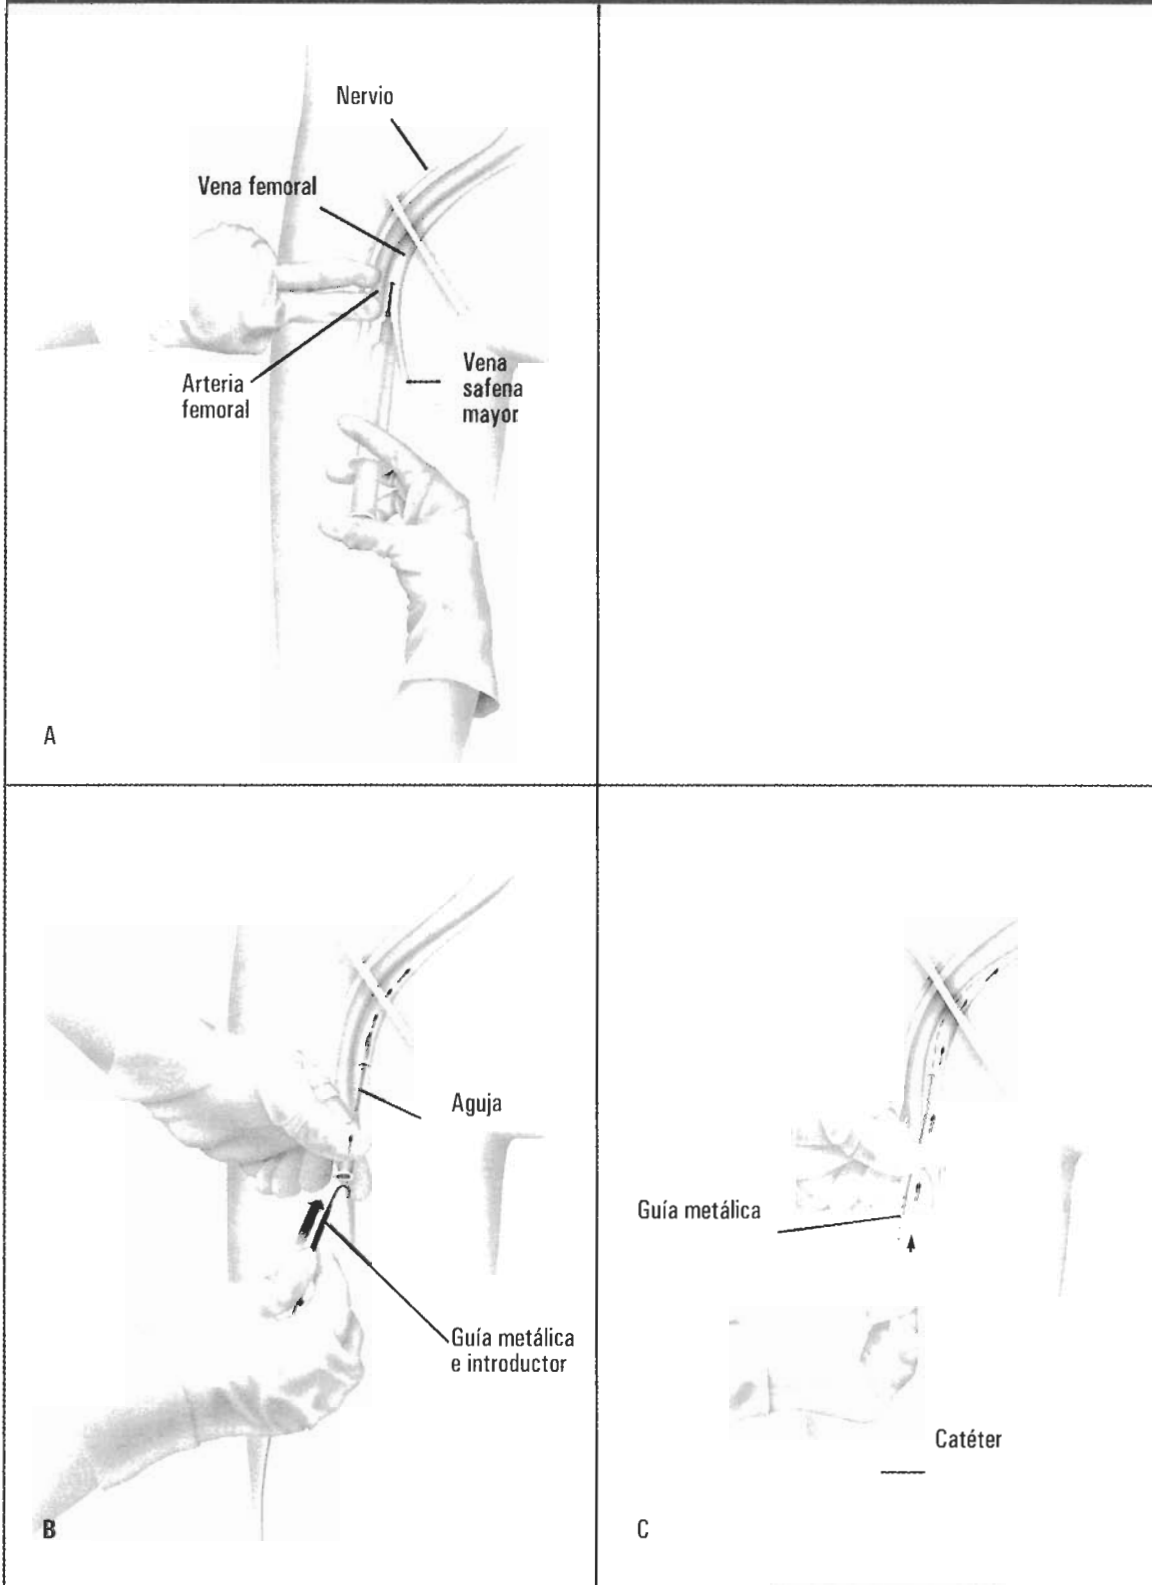 Nervio
Vena femoral
Arteria
femoral
Vena
safena
mayor
A
Aguja
Guía metálica
e introductor
B
Guía metálica
Catéter
C